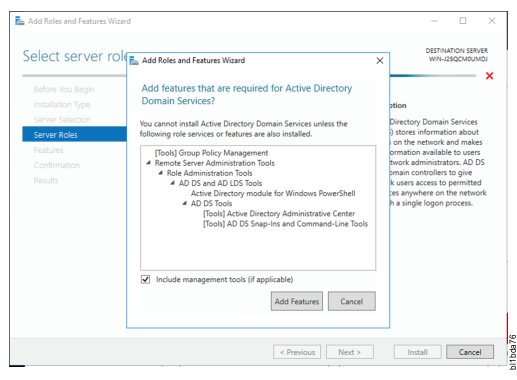 Add Roles and Features Wizard
Select server role
DESTINATION SERVER
WIN-J25QCM0UM0J
Before You Begin
Installation Type
Server Selection
Server Roles
Features
Confirmation
Results
Add Roles and Features Wizard
Add features that are required for Active Directory
Domain Services?
You cannot install Active Directory Domain Services unless the
following role services or features are also installed.
[Tools] Group Policy Management
Remote Server Administration Tools
Role Administration Tools
AD DS and AD LDS Tools
Active Directory module for Windows PowerShell
AD DS Tools
[Tools] Active Directory Administrative Center
[Tools] AD DS Snap-Ins and Command-Line Tools
Include management tools (if applicable)
Add Features
Cancel
ption
Directory Domain Services
) stores information about
on the network and makes
ormation available to users
twork administrators. AD DS
omain controllers to give
k users access to permitted
ces anywhere on the network
h a single logon process.
< Previous
Next >
Install
Cancel
bl1bda76